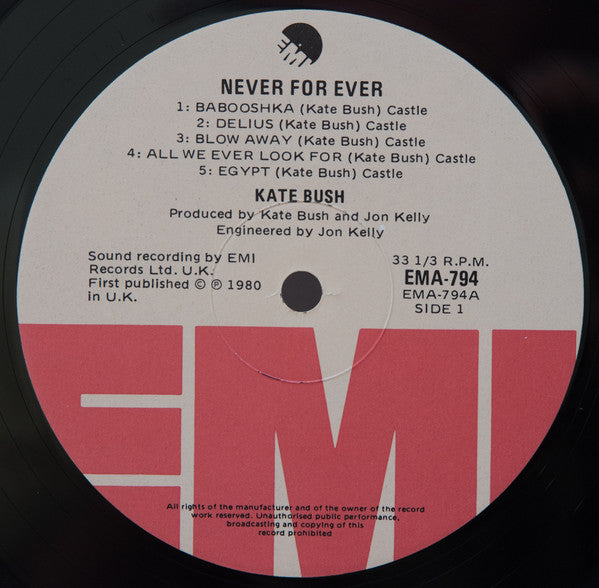 EMI
NEVER FOR EVER
1: BABOOSHKA (Kate Bush) Castle
2: DELIUS (Kate Bush) Castle
3: BLOW AWAY (Kate Bush) Castle
4: ALL WE EVER LOOK FOR (Kate Bush) Castle
5: EGYPT (Kate Bush) Castle
KATE BUSH
Produced by Kate Bush and Jon Kelly
Engineered by Jon Kelly
Sound recording by EMI
Records Ltd. U.K.
First published © ℗ 1980
in U.K.
33 1/3 R.P.M.
EMA-794
EMA-794A
SIDE 1
EMI
All rights of the manufacturer and of the owner of the record
work reserved. Unauthorised public performance,
broadcasting and copying of this
record prohibited